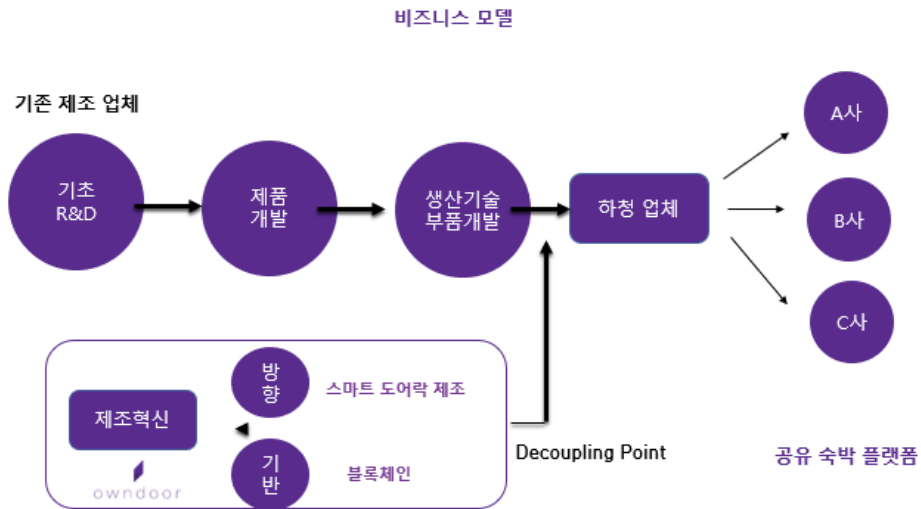 비즈니스 모델
기존 제조 업체
기초
R&D
제품
개발
생산기술
부품개발
하청 업체
A사
B사
C사
제조혁신
owndoor
방
향
스마트 도어락 제조
기
반
블록체인
Decoupling Point
공유 숙박 플랫폼